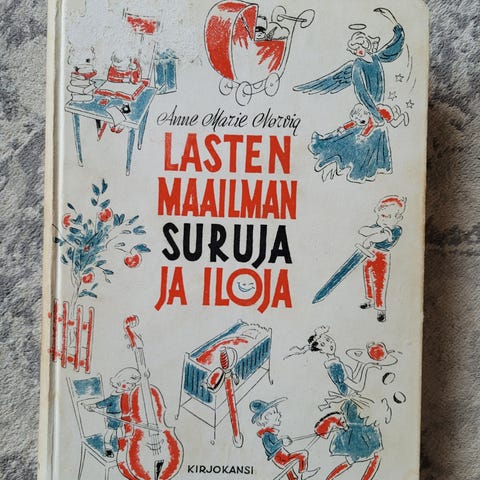 Anne Marie Norvig
LASTEN
MAAILMAN
SURUJA
JA ILOJA
KIRJOKANSI